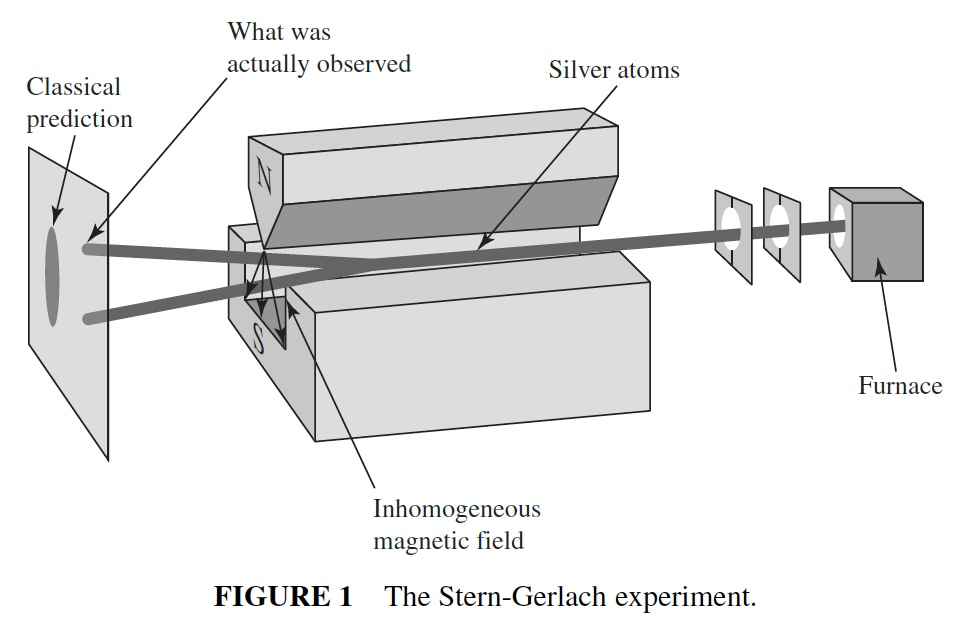 What was
actually observed
Classical
prediction
Silver atoms
N
S
Furnace
Inhomogeneous
magnetic field
FIGURE 1 The Stern-Gerlach experiment.